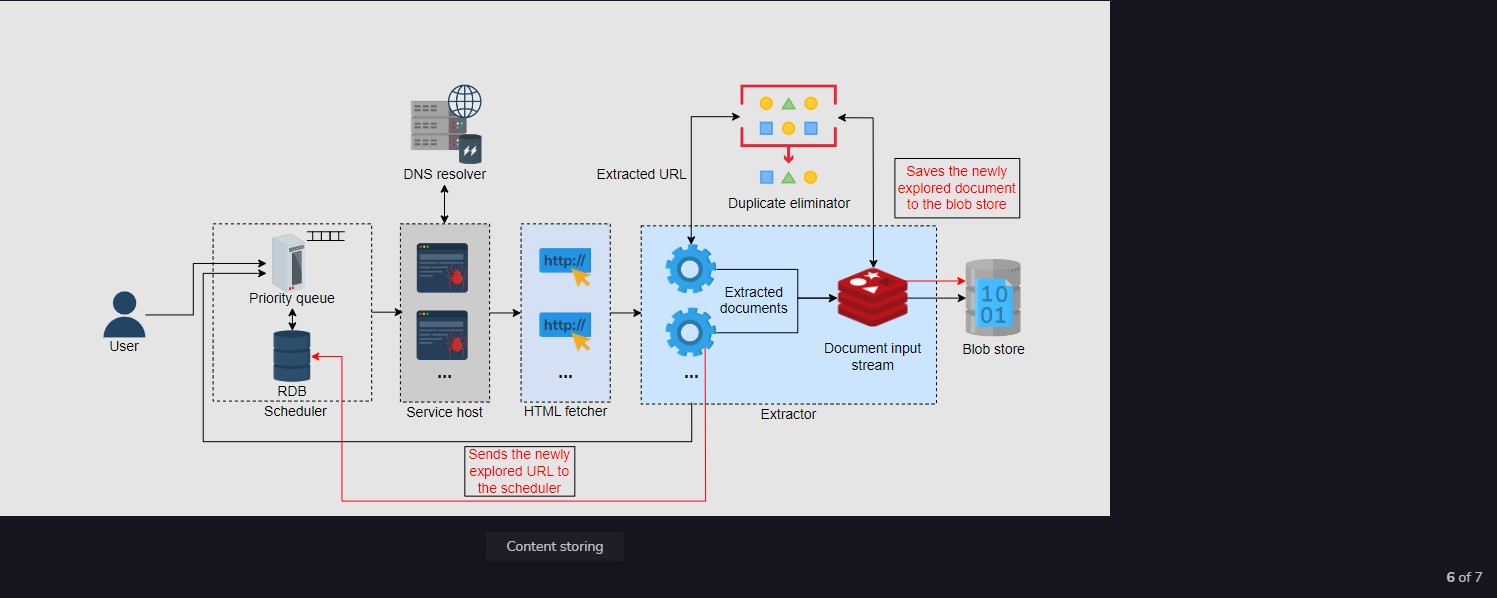 DNS resolver
Extracted URL
Duplicate eliminator
Saves the newly
explored document
to the blob store
User
Priority queue
RDB
Scheduler
...
Service host
http://
http://
...
HTML fetcher
Extracted
documents
...
Document input
stream
Extractor
10
01
Blob store
Sends the newly
explored URL to
the scheduler
Content storing
6 of 7